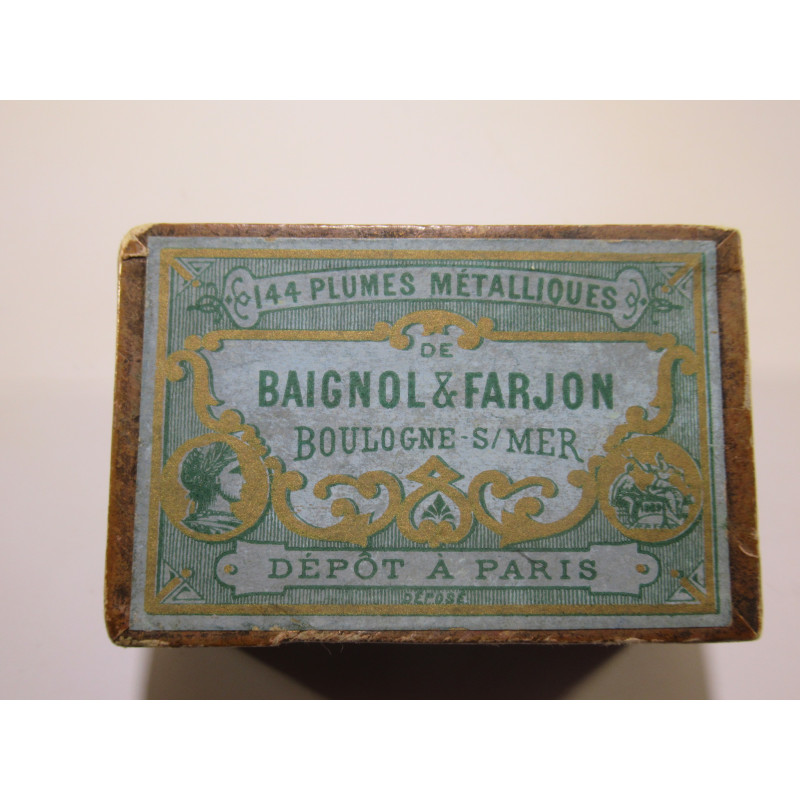 144 PLUMES MÉTALLIQUES
DE
BAIGNOL & FARJON
BOULOGNE-S/MER
DÉPÔT À PARIS
DÉPOSÉ